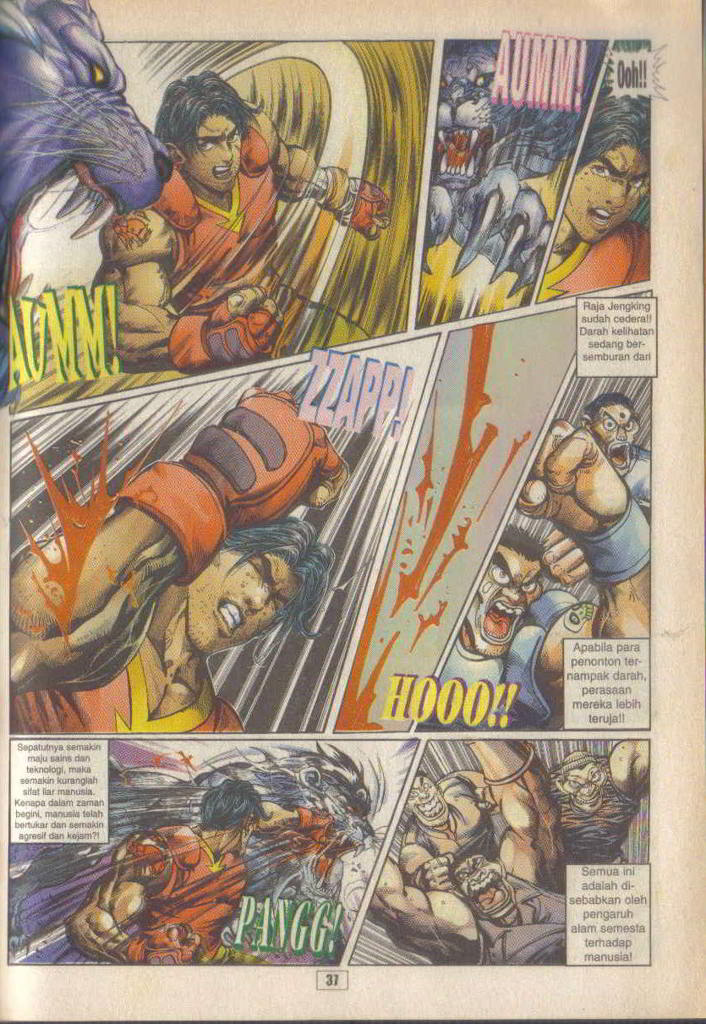 AUMM!
AUMM!
Ooh!!
Raja Jengking
sudah cedera!!
Darah kelihatan
sedang ber-
semburan dari
ZZAPP!
HOOO!!
Apabila para
penonton ter-
nampak darah,
perasaan
mereka lebih
teruja!!
Sepatutnya semakin
maju sains dan
teknologi, maka
semakin kuranglah
sifat liar manusia.
Kenapa dalam zaman
begini, manusia telah
bertukar dan semakin
agresif dan kejam?!
PANGG!
Semua ini
adalah di-
sebabkan oleh
pengaruh
alam semesta
terhadap
manusia!
37